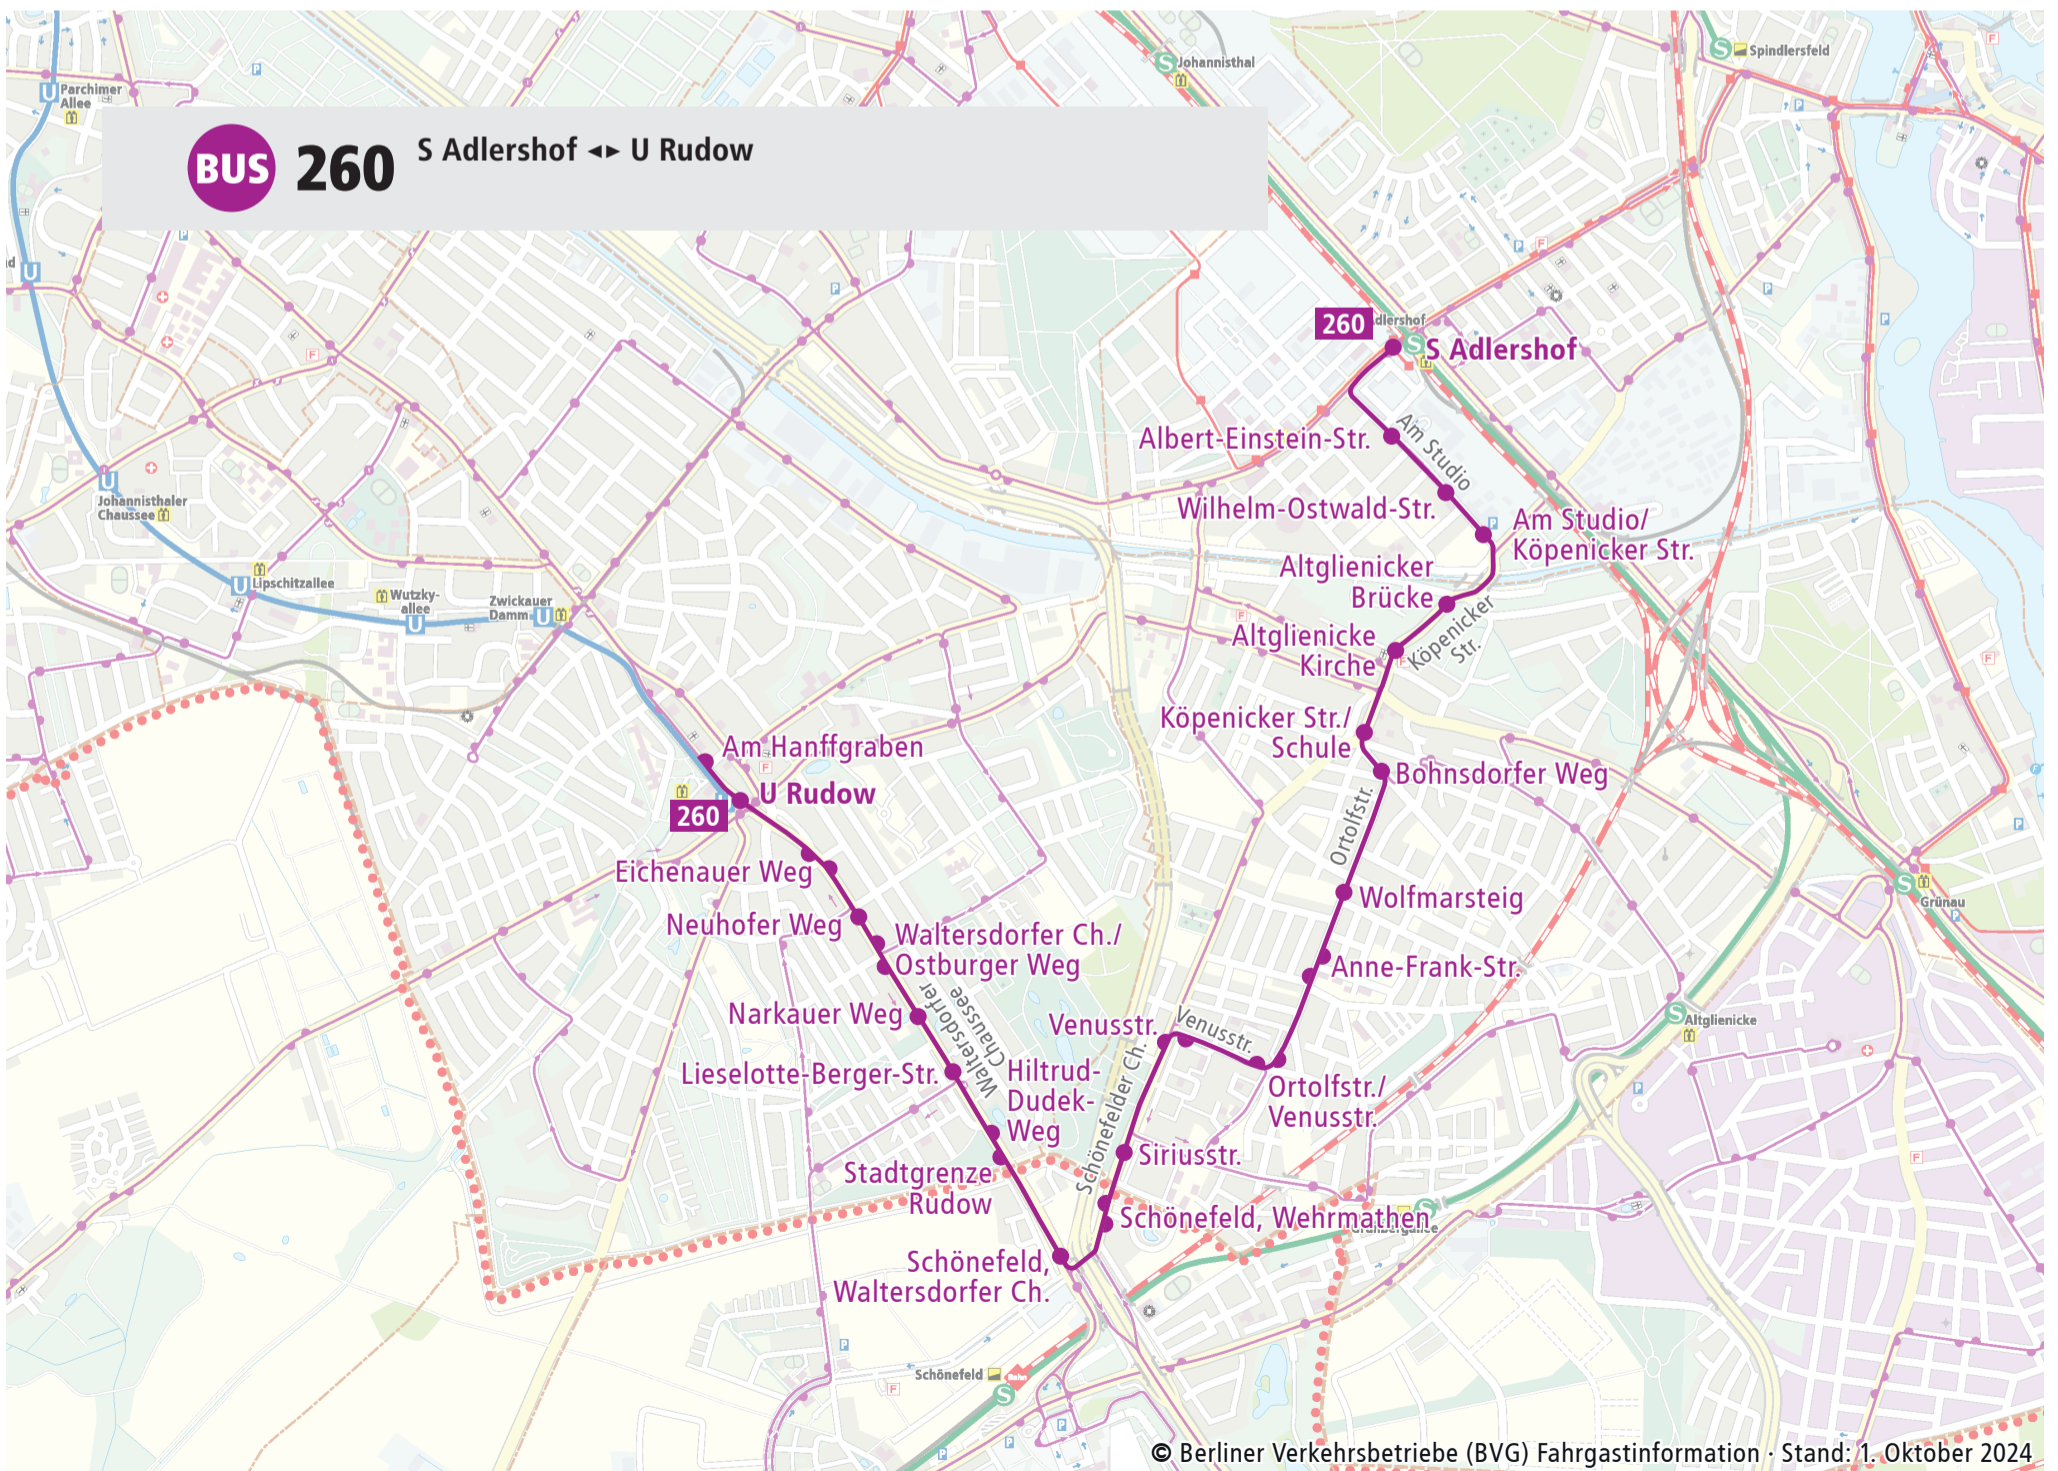 Johannisthal
Spindlersfeld
Parchimer
Allee
BUS 260 S Adlershof ◄► U Rudow
260
S Adlershof
Albert-Einstein-Str.
Am Studio
Wilhelm-Ostwald-Str.
Am Studio/
Köpenicker Str.
Johannisthaler
Chaussee
Lipschitzallee
Wutzky-
allee
Zwickauer
Damm
Altglienicker
Brücke
Köpenicker
Str.
Altglienicke
Kirche
Köpenicker Str./
Schule
Bohnsdorfer Weg
Ortolfstr.
Am Hanffgraben
U Rudow
260
Eichenauer Weg
Neuhofer Weg
Waltersdorfer Ch./
Ostburger Weg
Wolfmarsteig
Grünau
Anne-Frank-Str.
Narkauer Weg
Waltersdorfer
Chaussee
Venusstr.
Venusstr.
Altglienicke
Lieselotte-Berger-Str.
Hiltrud-
Dudek-
Weg
Schönefelder Ch.
Ortolfstr./
Venusstr.
Siriusstr.
Stadtgrenze
Rudow
Schönefeld, Wehrmathen
Schönefeld,
Waltersdorfer Ch.
Schönefeld
Bahn
© Berliner Verkehrsbetriebe (BVG) Fahrgastinformation · Stand: 1. Oktober 2024